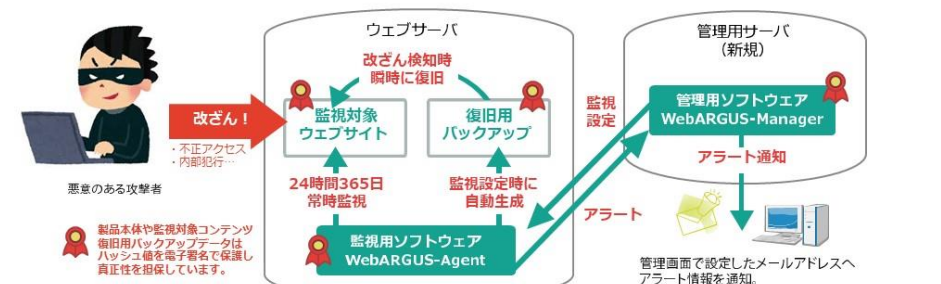 ウェブサーバ
管理用サーバ
(新規)
改ざん検知時
瞬時に復旧
改ざん!
・不正アクセス
・内部犯行…
悪意のある攻撃者
監視対象
ウェブサイト
復旧用
バックアップ
監視
設定
管理用ソフトウェア
WebARGUS-Manager
アラート通知
24時間365日
常時監視
監視設定時に
自動生成
アラート
製品本体や監視対象コンテンツ
復旧用バックアップデータは
ハッシュ値を電子署名で保護し
真正性を担保しています。
監視用ソフトウェア
WebARGUS-Agent
管理画面で設定したメールアドレスへ
アラート情報を通知。